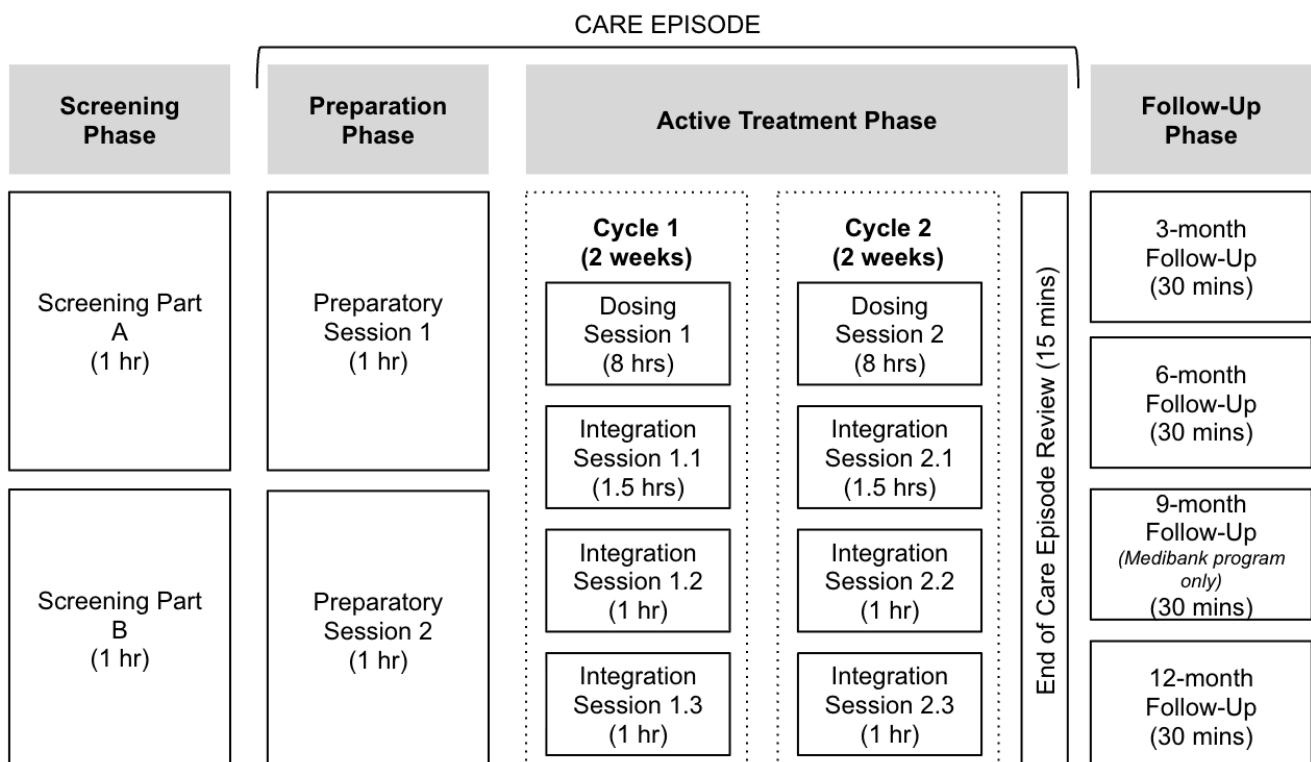 CARE EPISODE
Screening
Phase
Preparation
Phase
Active Treatment Phase
Follow-Up
Phase
Screening Part
A
(1 hr)
Screening Part
B
(1 hr)
Preparatory
Session 1
(1 hr)
Preparatory
Session 2
(1 hr)
Cycle 1
(2 weeks)
Dosing
Session 1
(8 hrs)
Integration
Session 1.1
(1.5 hrs)
Integration
Session 1.2
(1 hr)
Integration
Session 1.3
(1 hr)
Cycle 2
(2 weeks)
Dosing
Session 2
(8 hrs)
Integration
Session 2.1
(1.5 hrs)
Integration
Session 2.2
(1 hr)
Integration
Session 2.3
(1 hr)
End of Care Episode Review (15 mins)
3-month
Follow-Up
(30 mins)
6-month
Follow-Up
(30 mins)
9-month
Follow-Up
(Medibank program
only)
(30 mins)
12-month
Follow-Up
(30 mins)